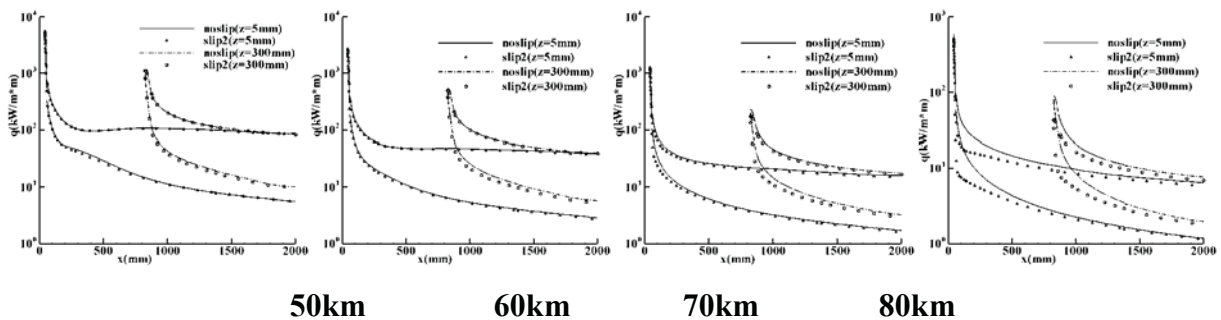 10⁴
10³
10²
10¹
10⁰
q(kW/m*m)
noslip(z=5mm)
slip2(z=5mm)
noslip(z=300mm)
slip2(z=300mm)
0 500 1000 1500 2000
x(mm)
10⁴
10³
10²
10¹
10⁰
q(kW/m*m)
noslip(z=5mm)
slip2(z=5mm)
noslip(z=300mm)
slip2(z=300mm)
0 500 1000 1500 2000
x(mm)
10⁴
10³
10²
10¹
10⁰
q(kW/m*m)
noslip(z=5mm)
slip2(z=5mm)
noslip(z=300mm)
slip2(z=300mm)
0 500 1000 1500 2000
x(mm)
10³
10²
10¹
10⁰
q(kW/m*m)
noslip(z=5mm)
slip2(z=5mm)
noslip(z=300mm)
slip2(z=300mm)
0 500 1000 1500 2000
x(mm)
50km 60km 70km 80km